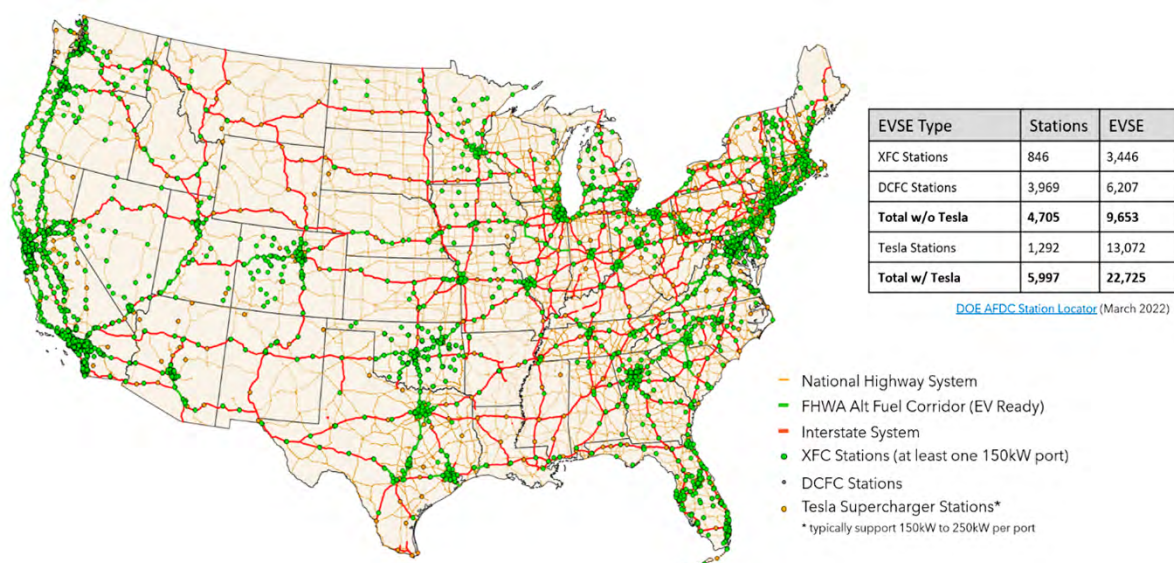 EVSE Type Stations EVSE
XFC Stations 846 3,446
DCFC Stations 3,969 6,207
Total w/o Tesla 4,705 9,653
Tesla Stations 1,292 13,072
Total w/ Tesla 5,997 22,725
DOE AFDC Station Locator (March 2022)
National Highway System
FHWA Alt Fuel Corridor (EV Ready)
Interstate System
XFC Stations (at least one 150kW port)
DCFC Stations
Tesla Supercharger Stations*
* typically support 150kW to 250kW per port